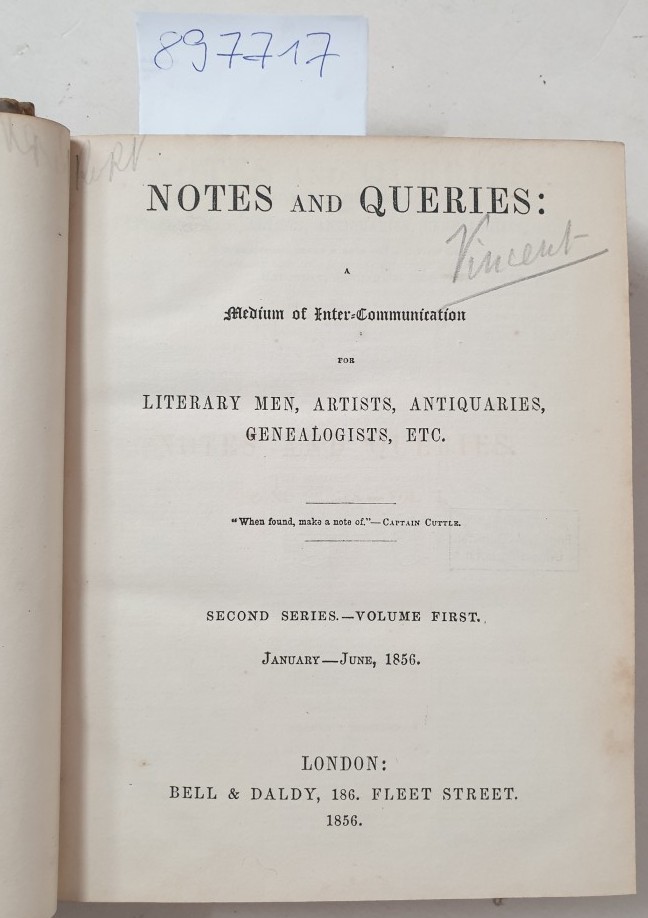 897717
NOTES AND QUERIES:
Vincent
A
Medium of Inter-Communication
FOR
LITERARY MEN, ARTISTS, ANTIQUARIES,
GENEALOGISTS, ETC.
"When found, make a note of."—CAPTAIN CUTTLE.
SECOND SERIES.—VOLUME FIRST.
JANUARY—JUNE, 1856.
LONDON:
BELL & DALDY, 186. FLEET STREET.
1856.